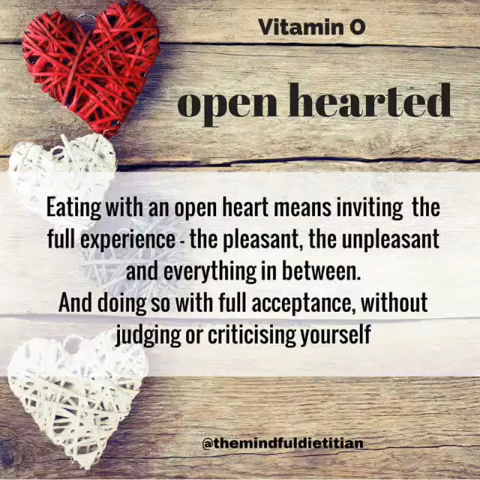 Vitamin O
open hearted
Eating with an open heart means inviting the
full experience - the pleasant, the unpleasant
and everything in between.
And doing so with full acceptance, without
judging or criticising yourself
@themindfuldietitian